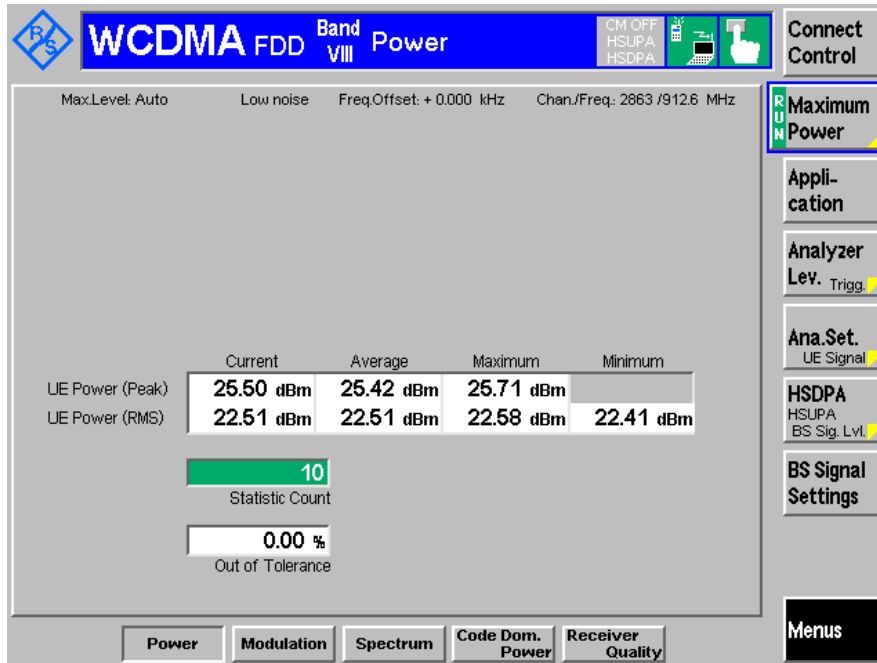 R/S
WCDMA FDD Band VIII Power
CM OFF
HSUPA
HSDPA
Connect
Control
Max.Level: Auto Low noise Freq.Offset: + 0.000 kHz Chan./Freq.: 2863 /912.6 MHz
RUN
Maximum
Power
Appli-
cation
Analyzer
Lev. Trigg.
Ana.Set.
UE Signal
HSDPA
HSUPA
BS Sig. Lvl.
BS Signal
Settings
Current Average Maximum Minimum
UE Power (Peak) 25.50 dBm 25.42 dBm 25.71 dBm
UE Power (RMS) 22.51 dBm 22.51 dBm 22.58 dBm 22.41 dBm
10
Statistic Count
0.00 %
Out of Tolerance
Power Modulation Spectrum Code Dom. Power Receiver Quality
Menus